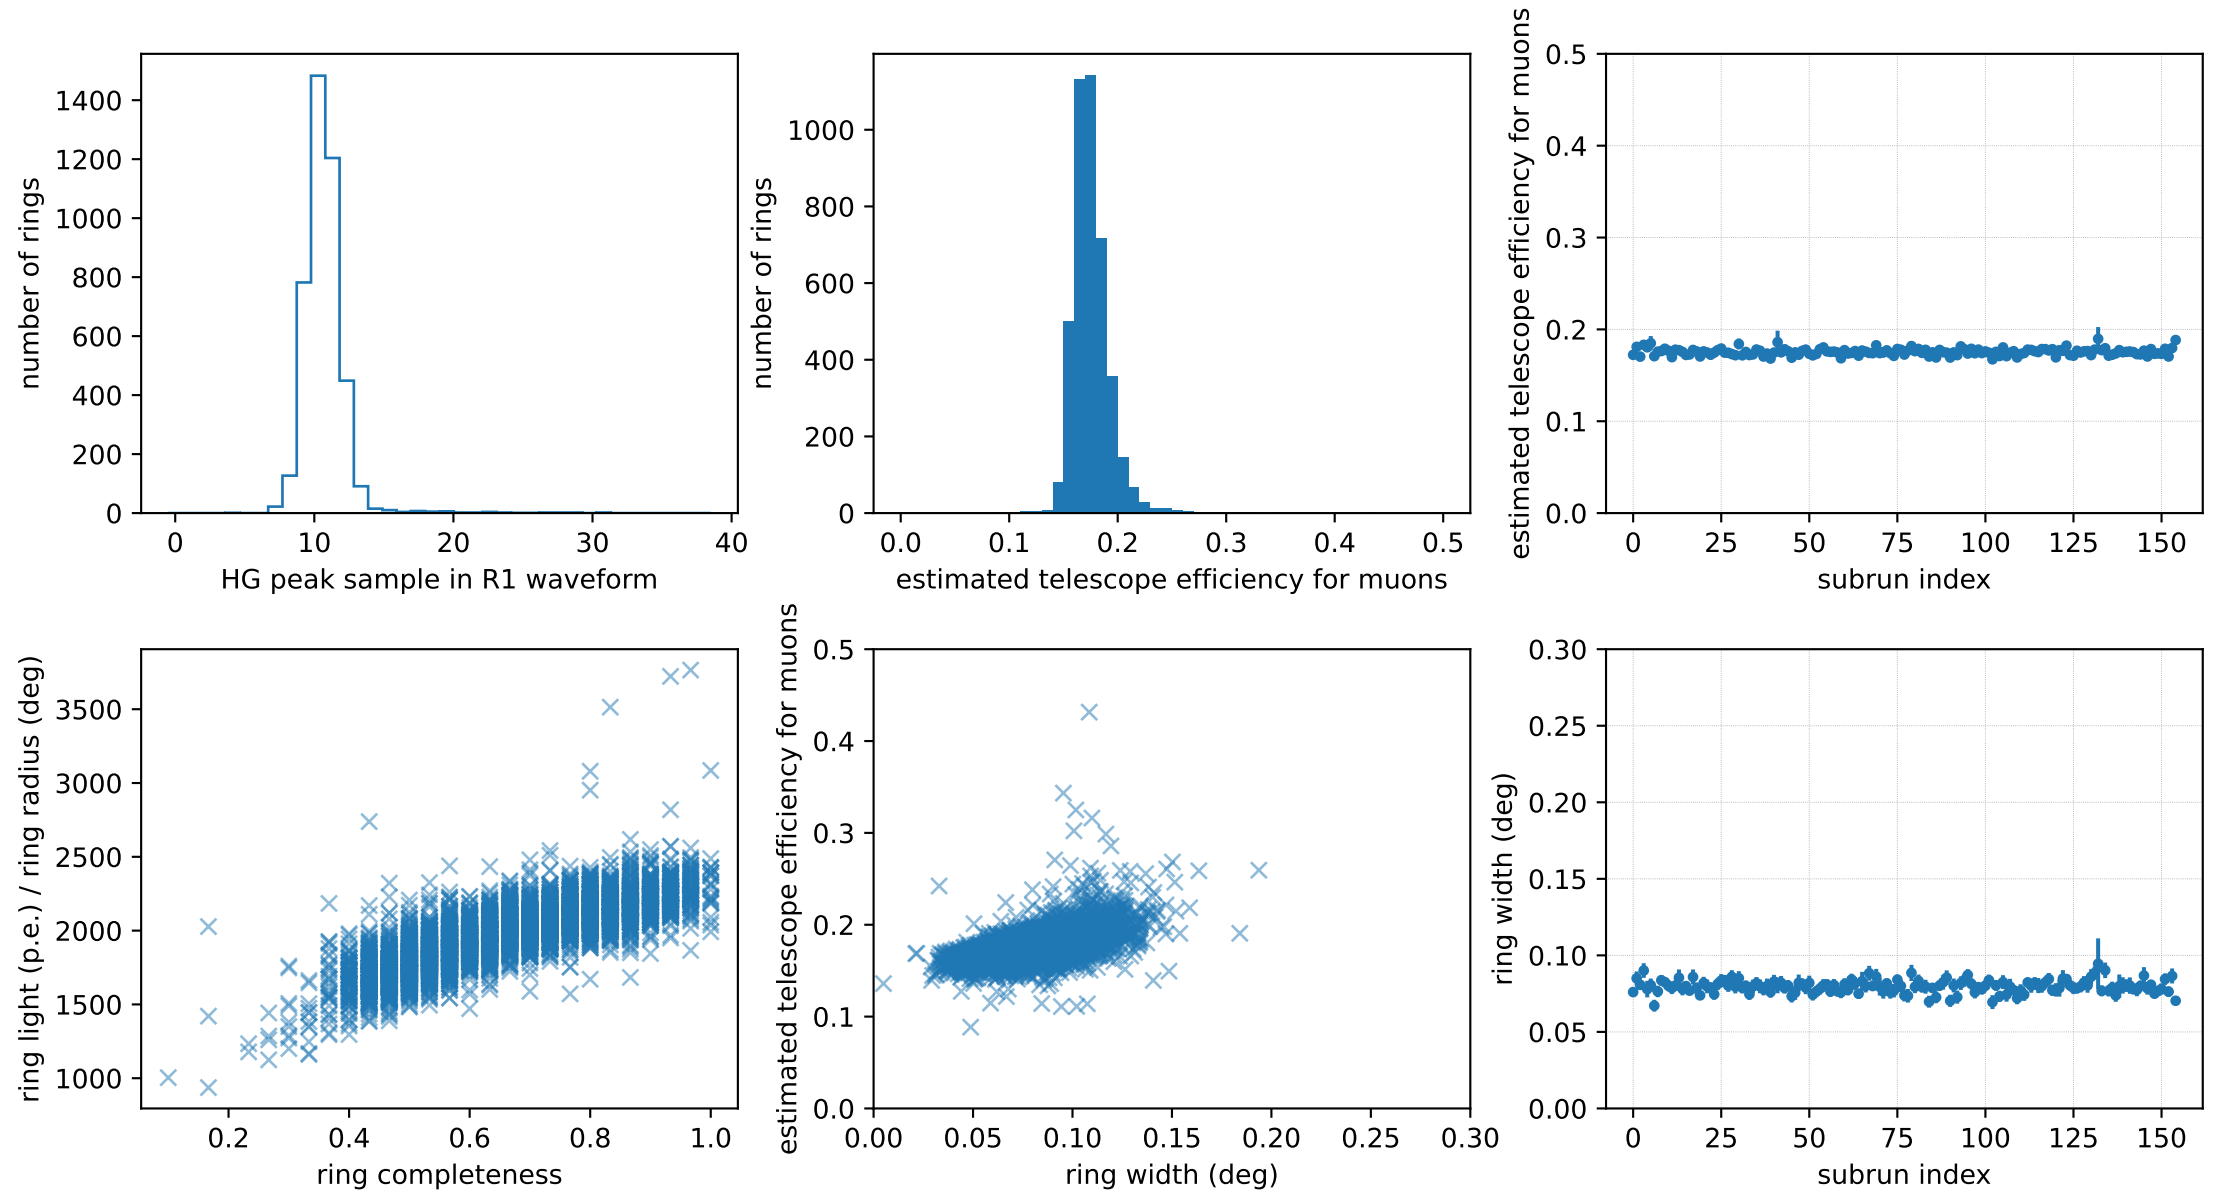 number of rings
1400
1200
1000
800
600
400
200
0
0 10 20 30 40
HG peak sample in R1 waveform
number of rings
1000
800
600
400
200
0
0.0 0.1 0.2 0.3 0.4 0.5
estimated telescope efficiency for muons
estimated telescope efficiency for muons
0.5
0.4
0.3
0.2
0.1
0.0
0 25 50 75 100 125 150
subrun index
ring light (p.e.) / ring radius (deg)
3500
3000
2500
2000
1500
1000
0.2 0.4 0.6 0.8 1.0
ring completeness
estimated telescope efficiency for muons
0.5
0.4
0.3
0.2
0.1
0.0
0.00 0.05 0.10 0.15 0.20 0.25 0.30
ring width (deg)
ring width (deg)
0.30
0.25
0.20
0.15
0.10
0.05
0.00
0 25 50 75 100 125 150
subrun index